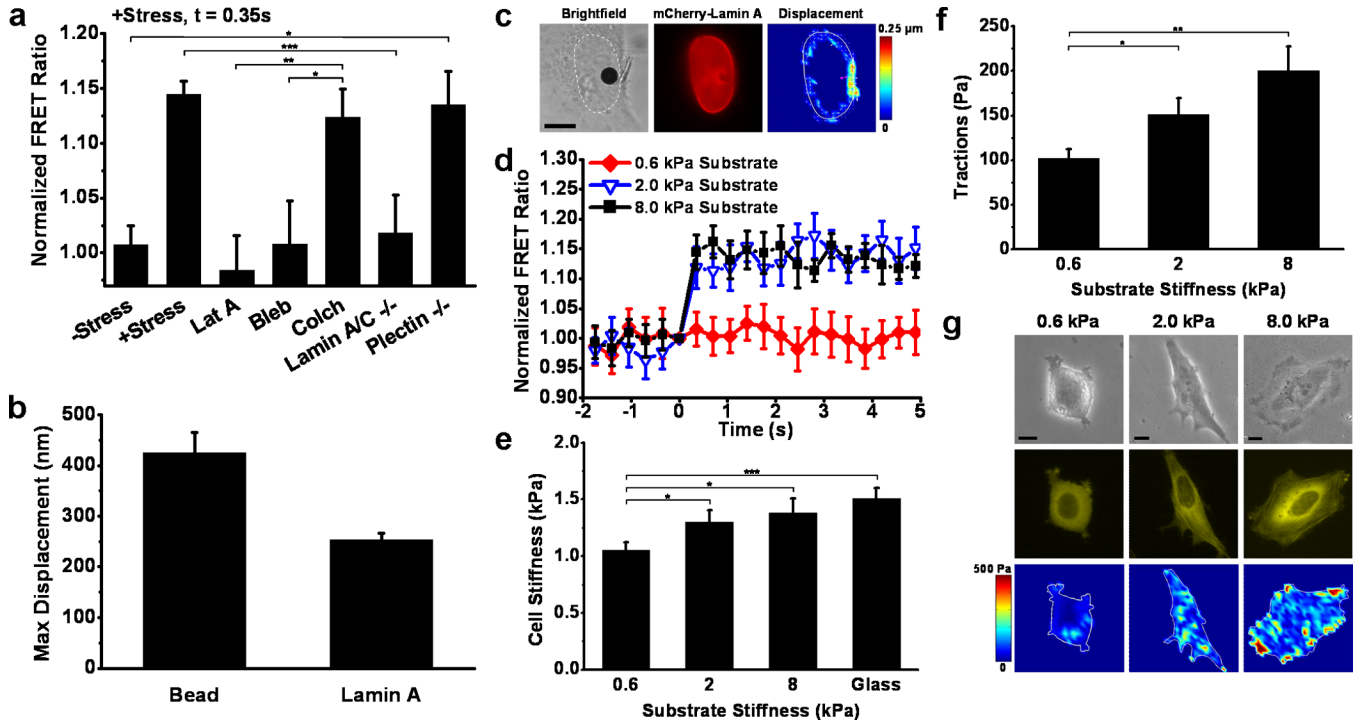 a
+Stress, t = 0.35s
Normalized FRET Ratio
1.20
1.15
1.10
1.05
1.00
*
***
**
*
-Stress
+Stress
Lat A
Bleb
Colch
Lamin A/C -/-
Plectin -/-
b
Max Displacement (nm)
500
400
300
200
100
0
Bead
Lamin A
c
Brightfield
mCherry-Lamin A
Displacement
0.25 µm
0
d
Normalized FRET Ratio
1.30
1.25
1.20
1.15
1.10
1.05
1.00
0.95
0.90
0.6 kPa Substrate
2.0 kPa Substrate
8.0 kPa Substrate
-2 -1 0 1 2 3 4 5
Time (s)
e
Cell Stiffness (kPa)
2.0
1.5
1.0
0.5
0.0
***
*
*
0.6 2 8 Glass
Substrate Stiffness (kPa)
f
Tractions (Pa)
250
200
150
100
50
0
**
*
0.6 2 8
Substrate Stiffness (kPa)
g
0.6 kPa 2.0 kPa 8.0 kPa
500 Pa
0